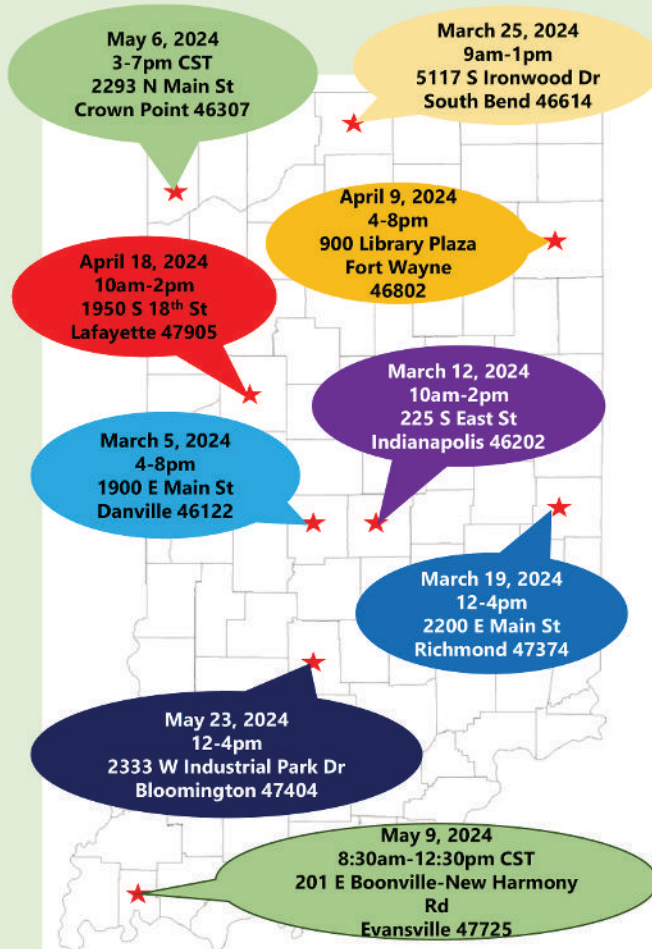 May 6, 2024
3-7pm CST
2293 N Main St
Crown Point 46307
March 25, 2024
9am-1pm
5117 S Ironwood Dr
South Bend 46614
April 9, 2024
4-8pm
900 Library Plaza
Fort Wayne
46802
April 18, 2024
10am-2pm
1950 S 18th St
Lafayette 47905
March 12, 2024
10am-2pm
225 S East St
Indianapolis 46202
March 5, 2024
4-8pm
1900 E Main St
Danville 46122
March 19, 2024
12-4pm
2200 E Main St
Richmond 47374
May 23, 2024
12-4pm
2333 W Industrial Park Dr
Bloomington 47404
May 9, 2024
8:30am-12:30pm CST
201 E Boonville-New Harmony
Rd
Evansville 47725